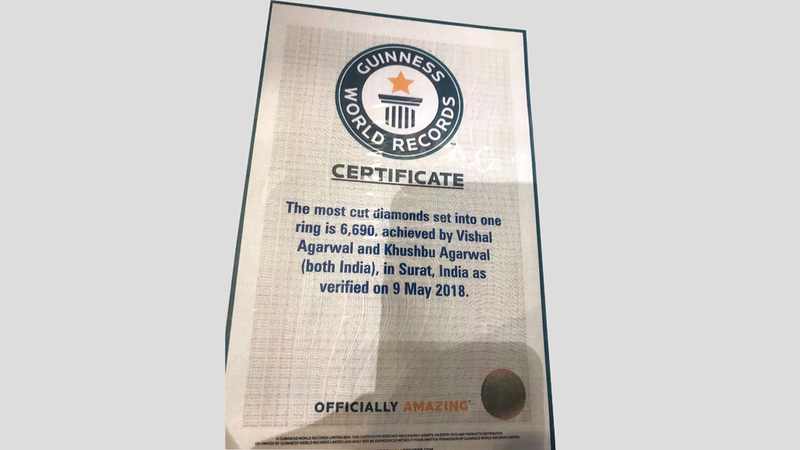 GUINNESS
WORLD RECORDS
TM
CERTIFICATE
The most cut diamonds set into one
ring is 6,690, achieved by Vishal
Agarwal and Khushbu Agarwal
(both India), in Surat, India as
verified on 9 May 2018.
OFFICIALLY AMAZING